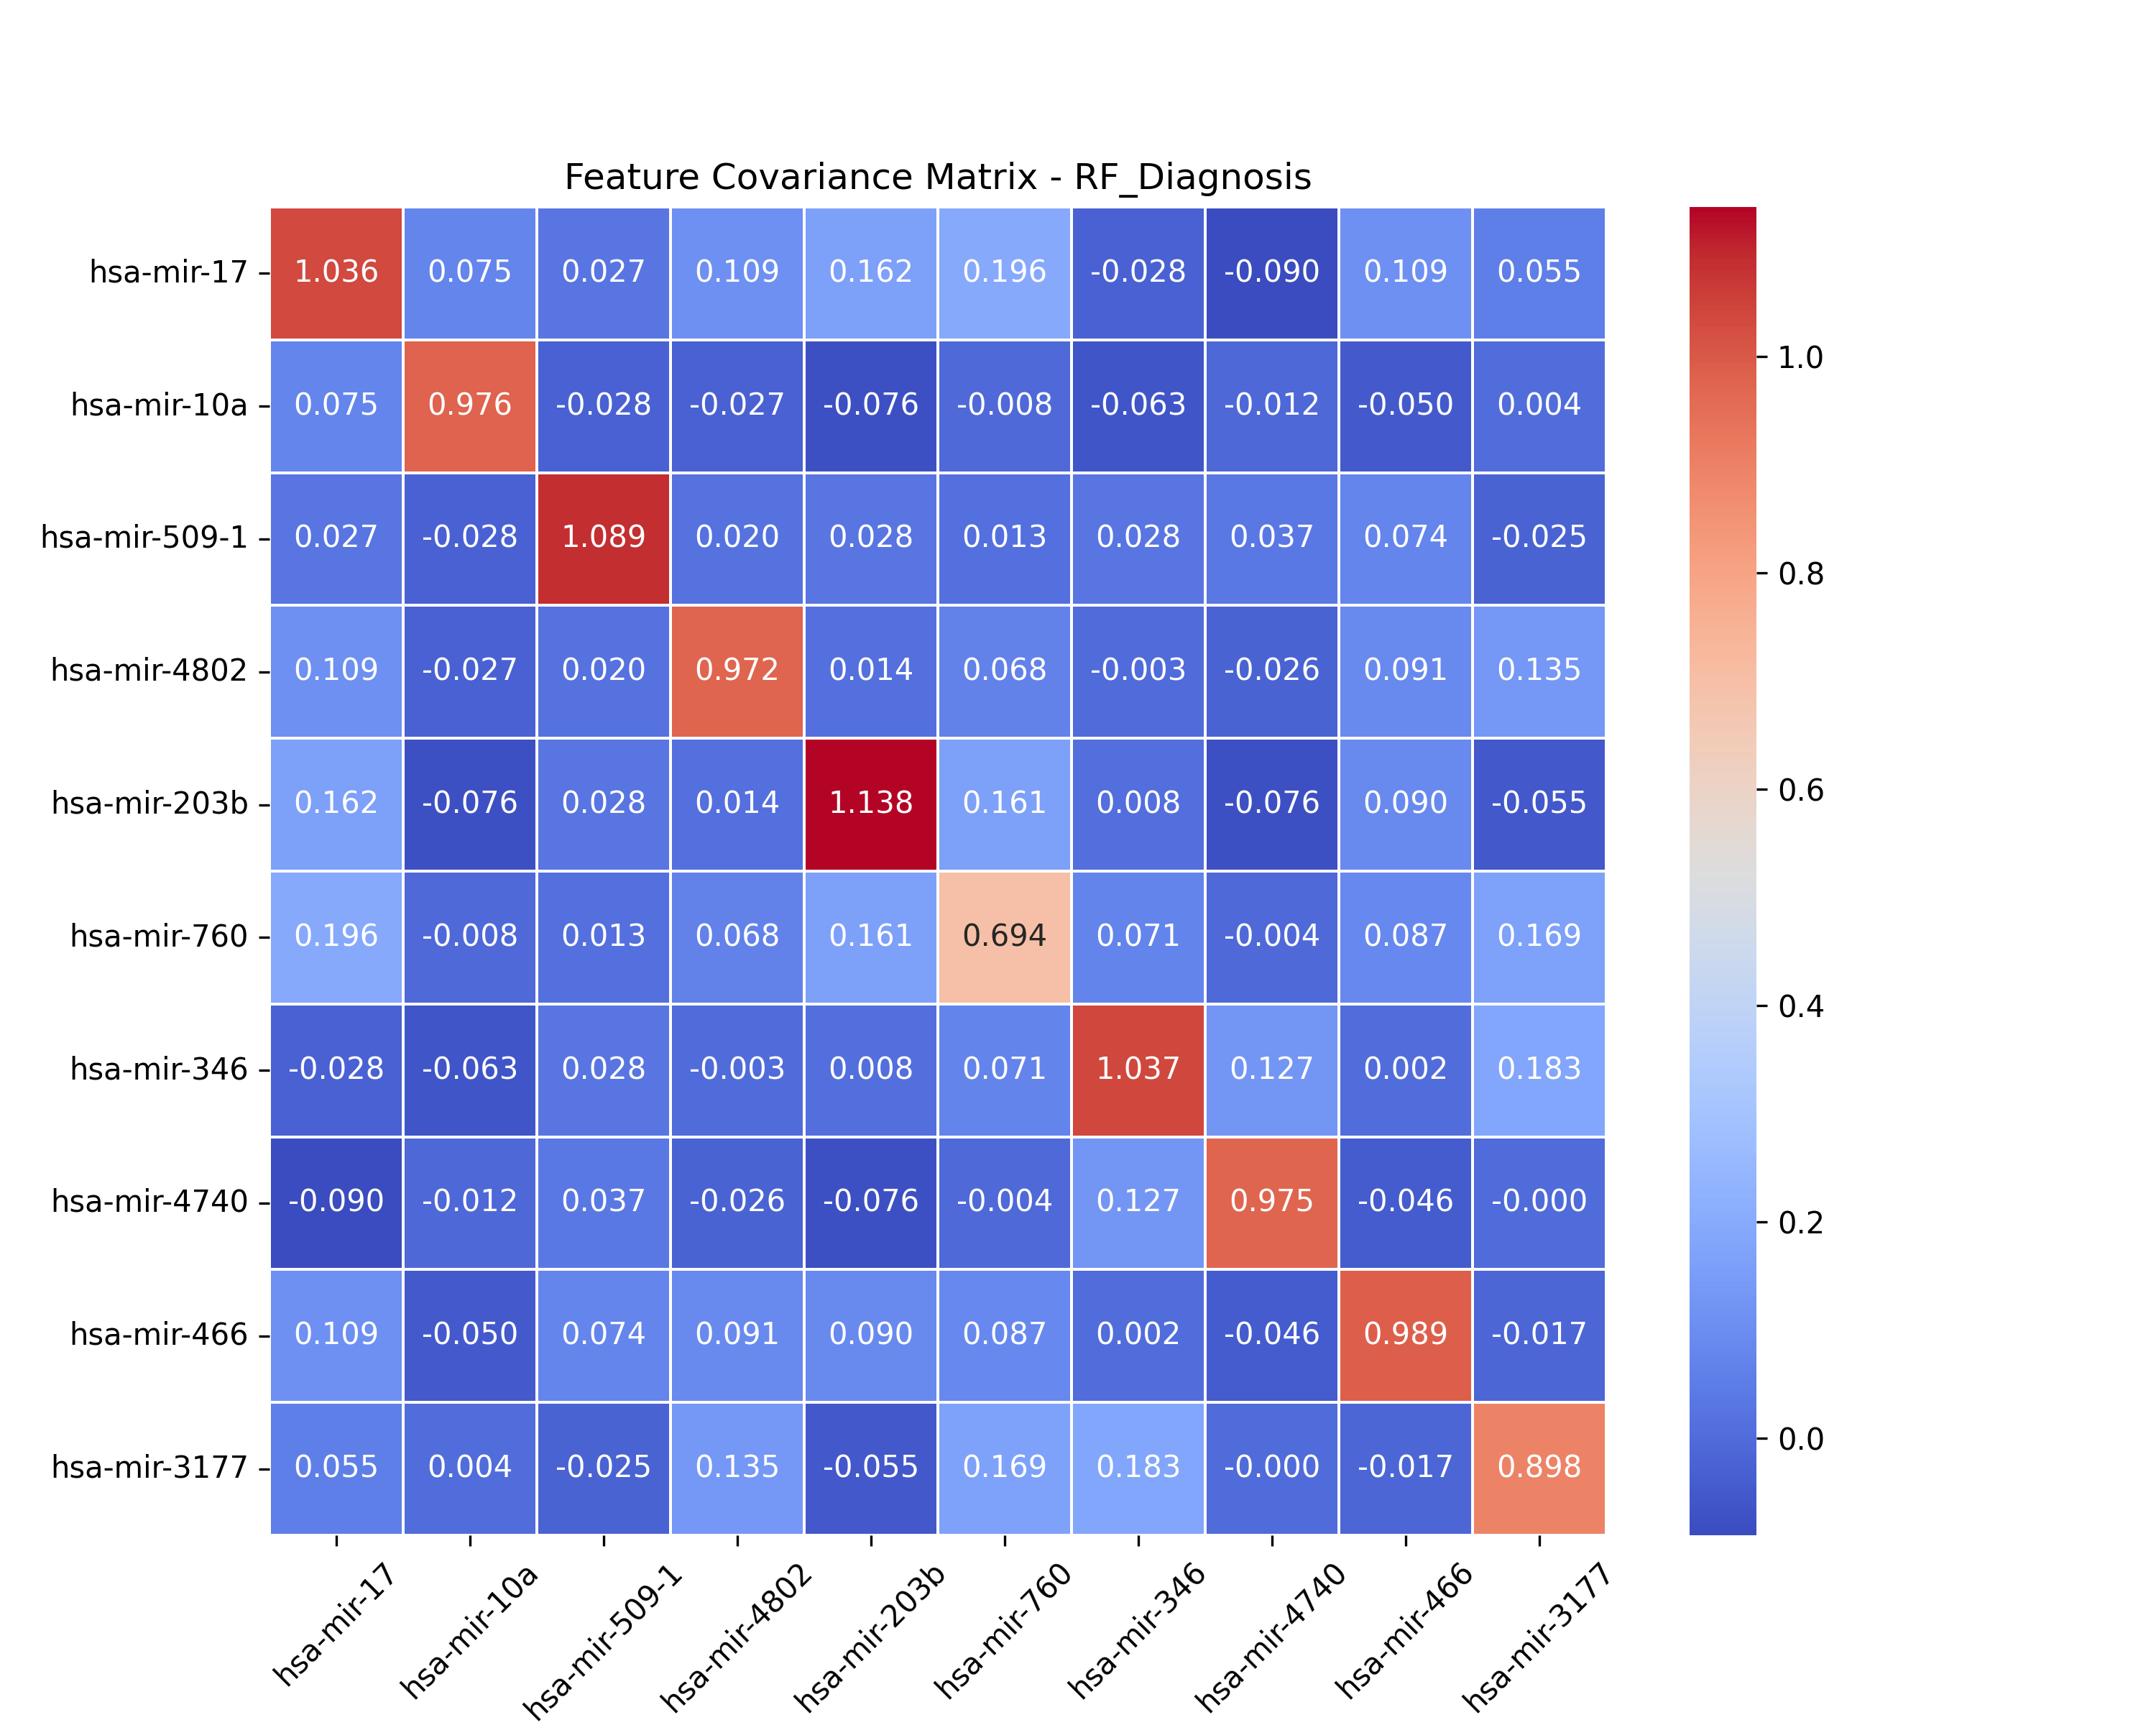 Feature Covariance Matrix - RF_Diagnosis
hsa-mir-17 1.036 0.075 0.027 0.109 0.162 0.196 -0.028 -0.090 0.109 0.055
hsa-mir-10a 0.075 0.976 -0.028 -0.027 -0.076 -0.008 -0.063 -0.012 -0.050 0.004
hsa-mir-509-1 0.027 -0.028 1.089 0.020 0.028 0.013 0.028 0.037 0.074 -0.025
hsa-mir-4802 0.109 -0.027 0.020 0.972 0.014 0.068 -0.003 -0.026 0.091 0.135
hsa-mir-203b 0.162 -0.076 0.028 0.014 1.138 0.161 0.008 -0.076 0.090 -0.055
hsa-mir-760 0.196 -0.008 0.013 0.068 0.161 0.694 0.071 -0.004 0.087 0.169
hsa-mir-346 -0.028 -0.063 0.028 -0.003 0.008 0.071 1.037 0.127 0.002 0.183
hsa-mir-4740 -0.090 -0.012 0.037 -0.026 -0.076 -0.004 0.127 0.975 -0.046 -0.000
hsa-mir-466 0.109 -0.050 0.074 0.091 0.090 0.087 0.002 -0.046 0.989 -0.017
hsa-mir-3177 0.055 0.004 -0.025 0.135 -0.055 0.169 0.183 -0.000 -0.017 0.898
hsa-mir-17 hsa-mir-10a hsa-mir-509-1 hsa-mir-4802 hsa-mir-203b hsa-mir-760 hsa-mir-346 hsa-mir-4740 hsa-mir-466 hsa-mir-3177
1.0
0.8
0.6
0.4
0.2
0.0